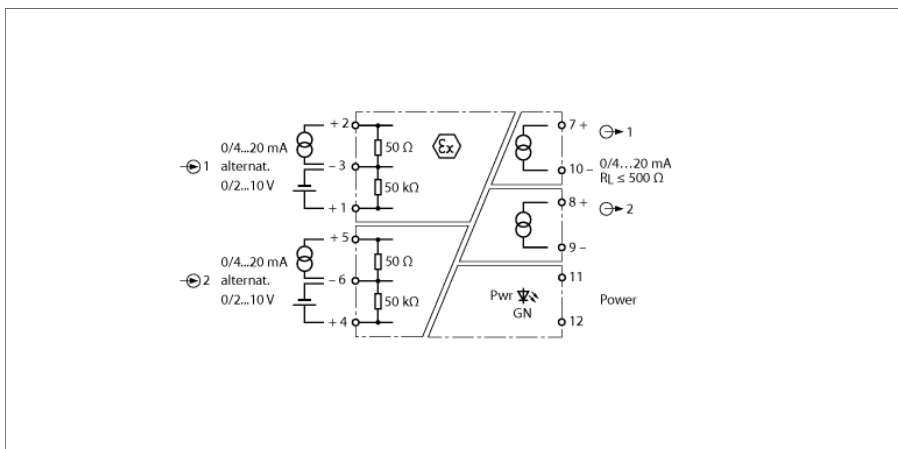 + 2
0/4...20 mA
1 alternat.
0/2...10 V
– 3
+ 1
50 Ω
50 kΩ
Ex
7 +
1
10 –
0/4...20 mA
RL ≤ 500 Ω
8 +
2
9 –
+ 5
0/4...20 mA
2 alternat.
0/2...10 V
– 6
+ 4
50 Ω
50 kΩ
11
Pwr
GN
Power
12